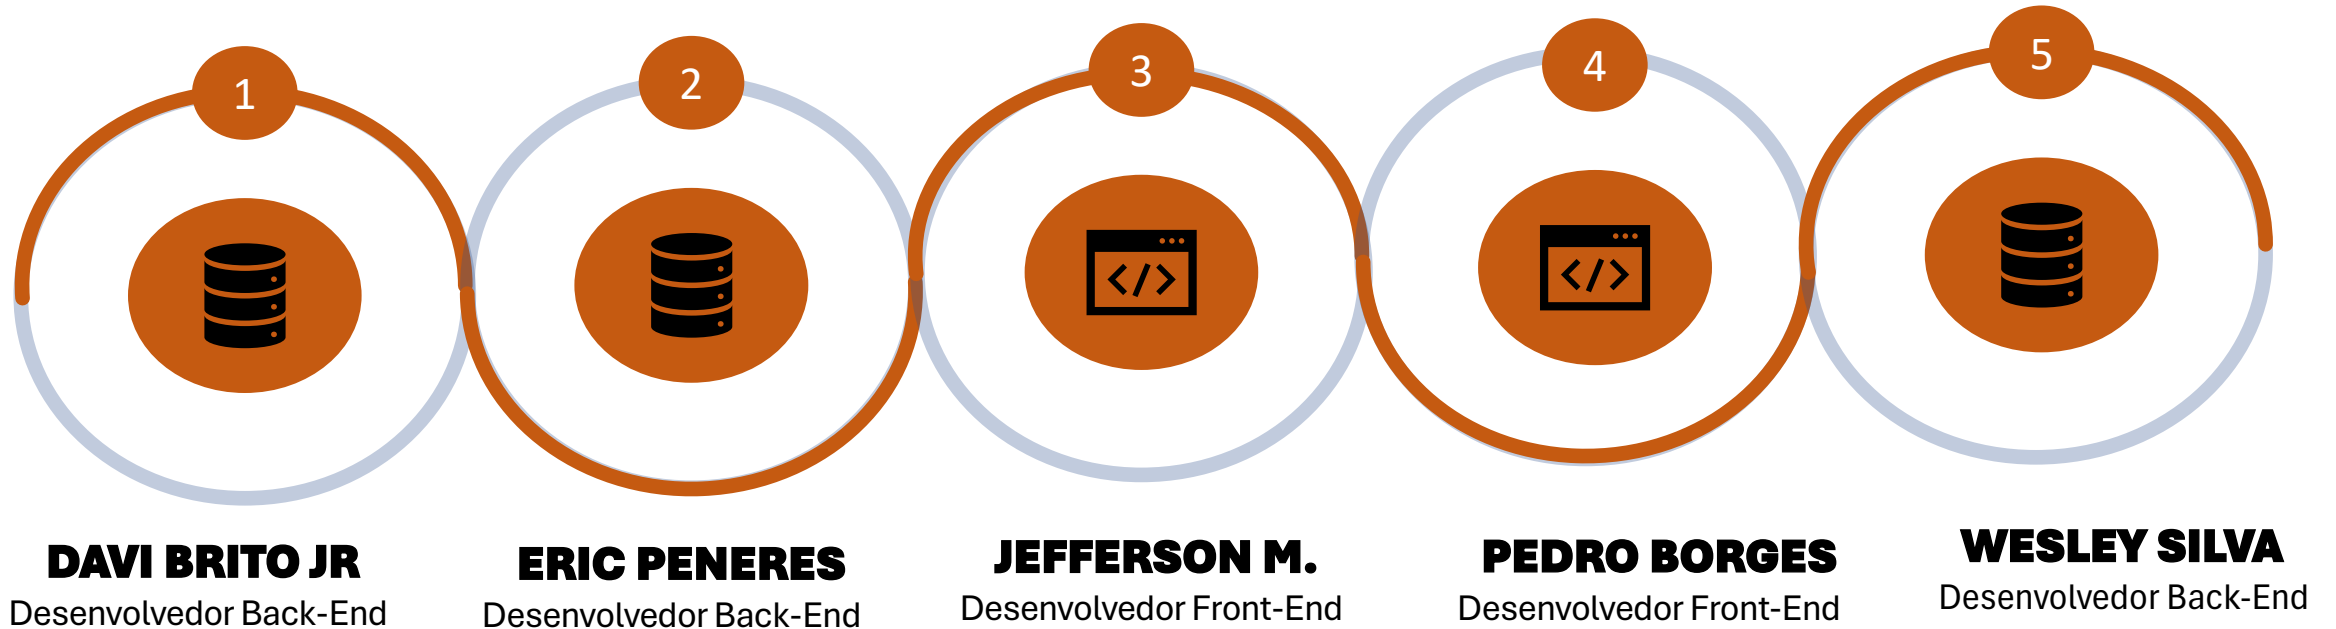 1
2
3
4
5
</>
</>
DAVI BRITO JR
Desenvolvedor Back-End
ERIC PENERES
Desenvolvedor Back-End
JEFFERSON M.
Desenvolvedor Front-End
PEDRO BORGES
Desenvolvedor Front-End
WESLEY SILVA
Desenvolvedor Back-End